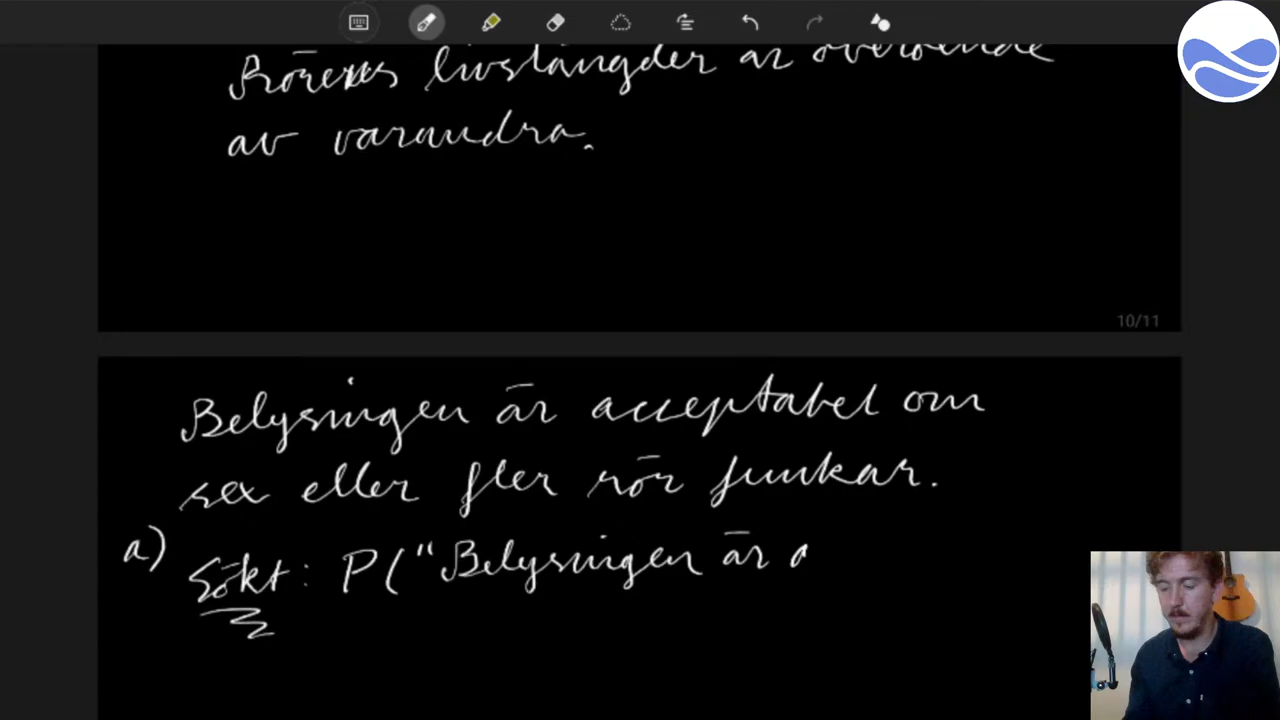 Rörens livslängder är oberoende
av varandra.
10/11
Belysningen är acceptabel om
sex eller fler rör funkar.
a) Sökt: P("Belysningen är a